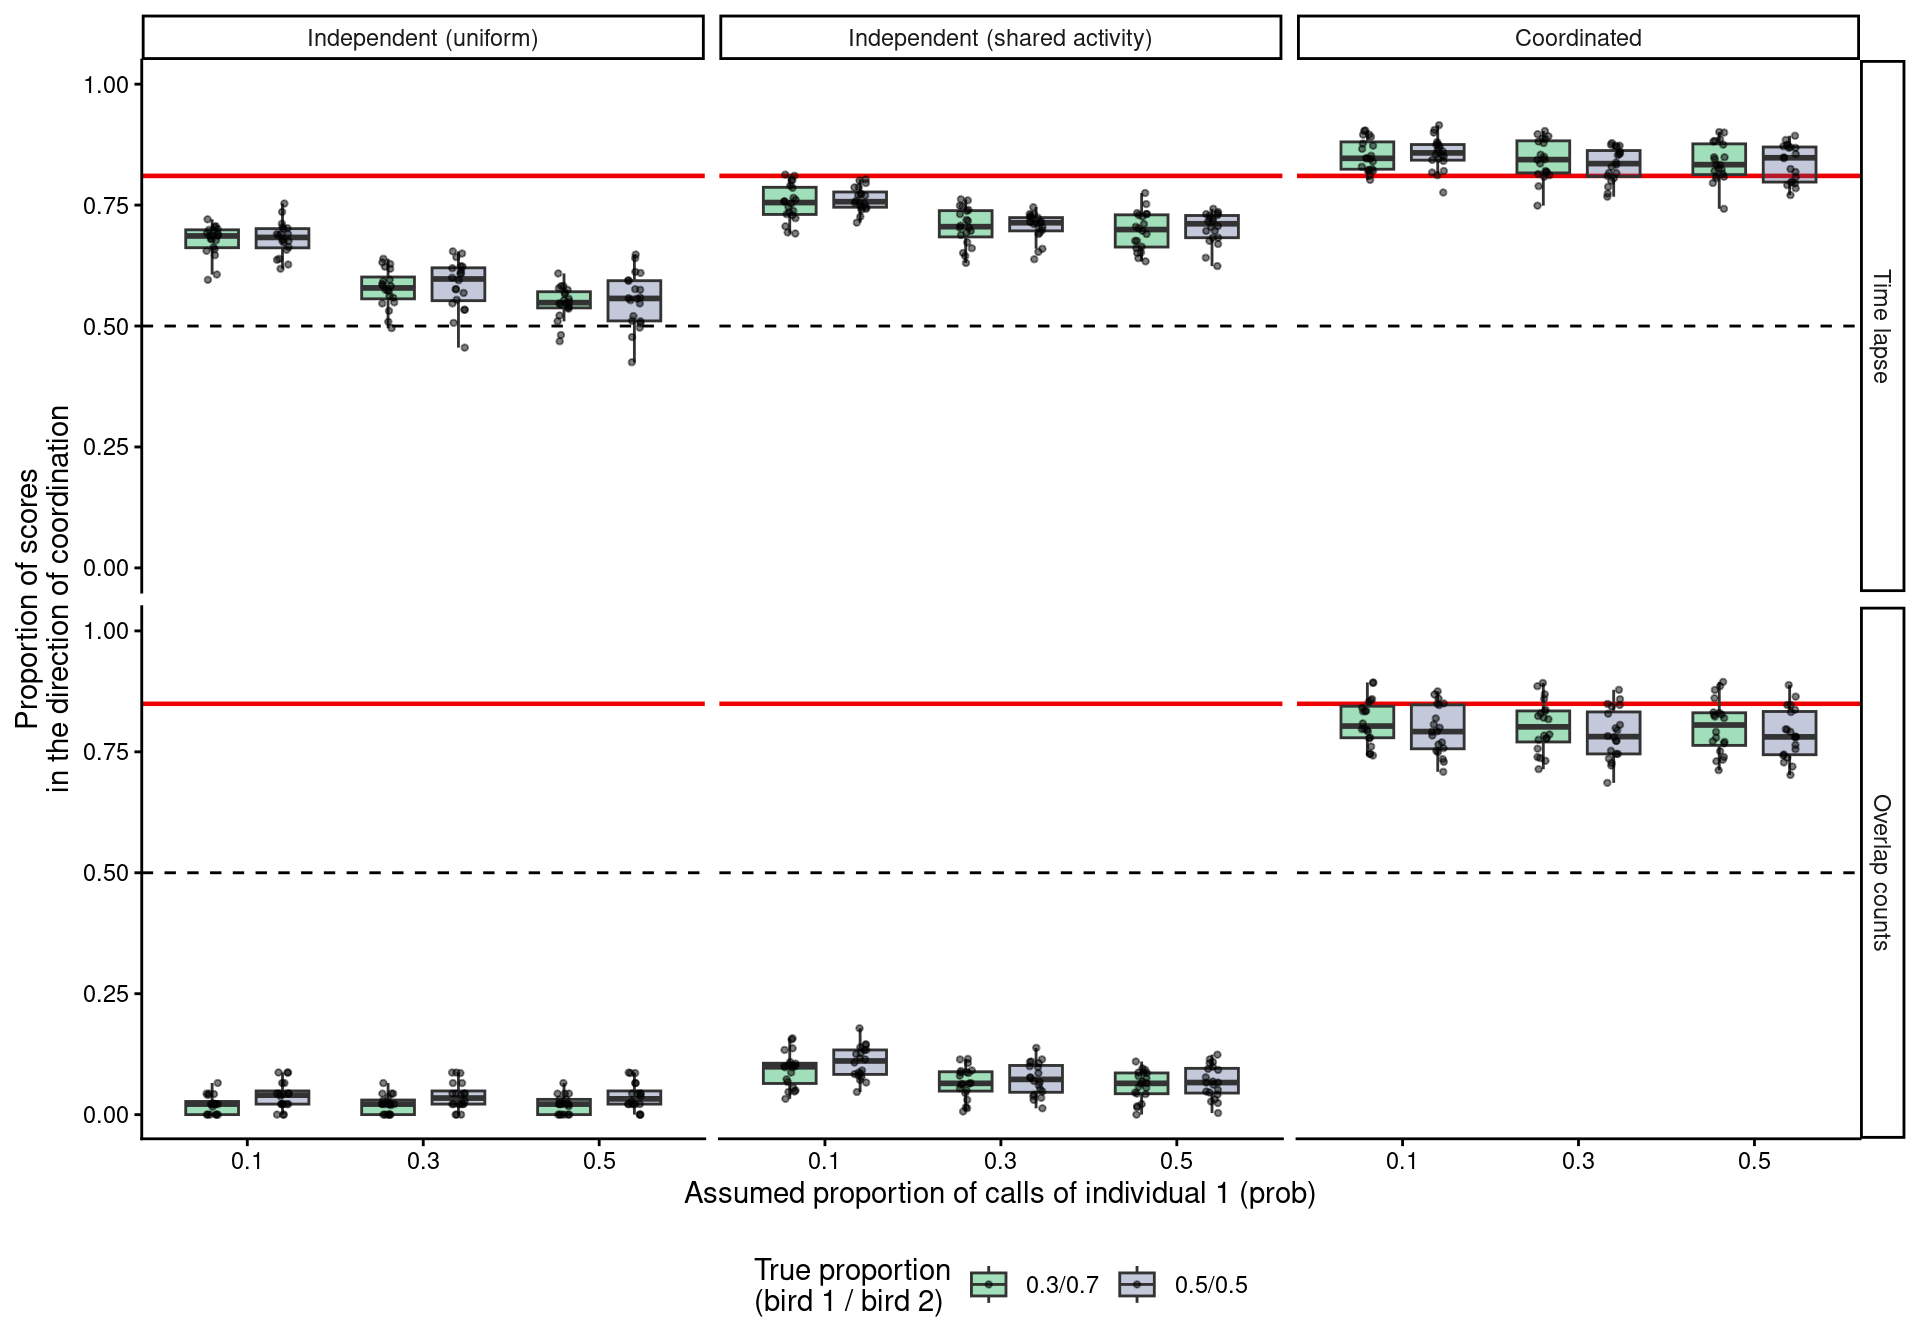 Independent (uniform)
Independent (shared activity)
Coordinated
1.00
0.75
0.50
0.25
0.00
Time lapse
Proportion of scores
in the direction of coordination
1.00
0.75
0.50
0.25
0.00
Overlap counts
0.1
0.3
0.5
0.1
0.3
0.5
0.1
0.3
0.5
Assumed proportion of calls of individual 1 (prob)
True proportion
(bird 1 / bird 2)
0.3/0.7
0.5/0.5